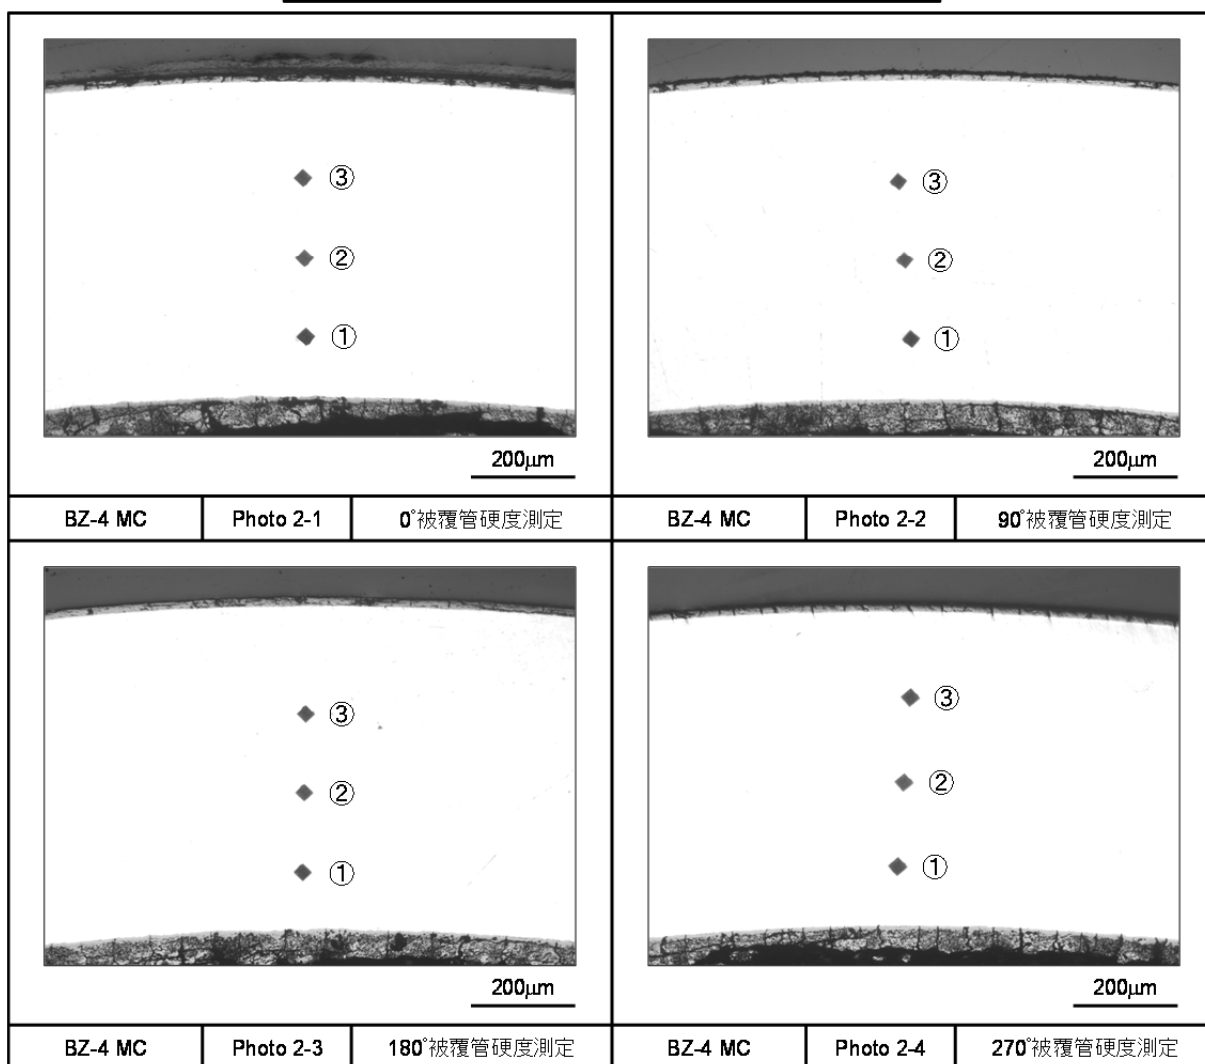 ③
③
②
②
①
①
200μm
200μm
BZ-4 MC
Photo 2-1
0°被覆管硬度測定
BZ-4 MC
Photo 2-2
90°被覆管硬度測定
③
③
②
②
①
①
200μm
200μm
BZ-4 MC
Photo 2-3
180°被覆管硬度測定
BZ-4 MC
Photo 2-4
270°被覆管硬度測定